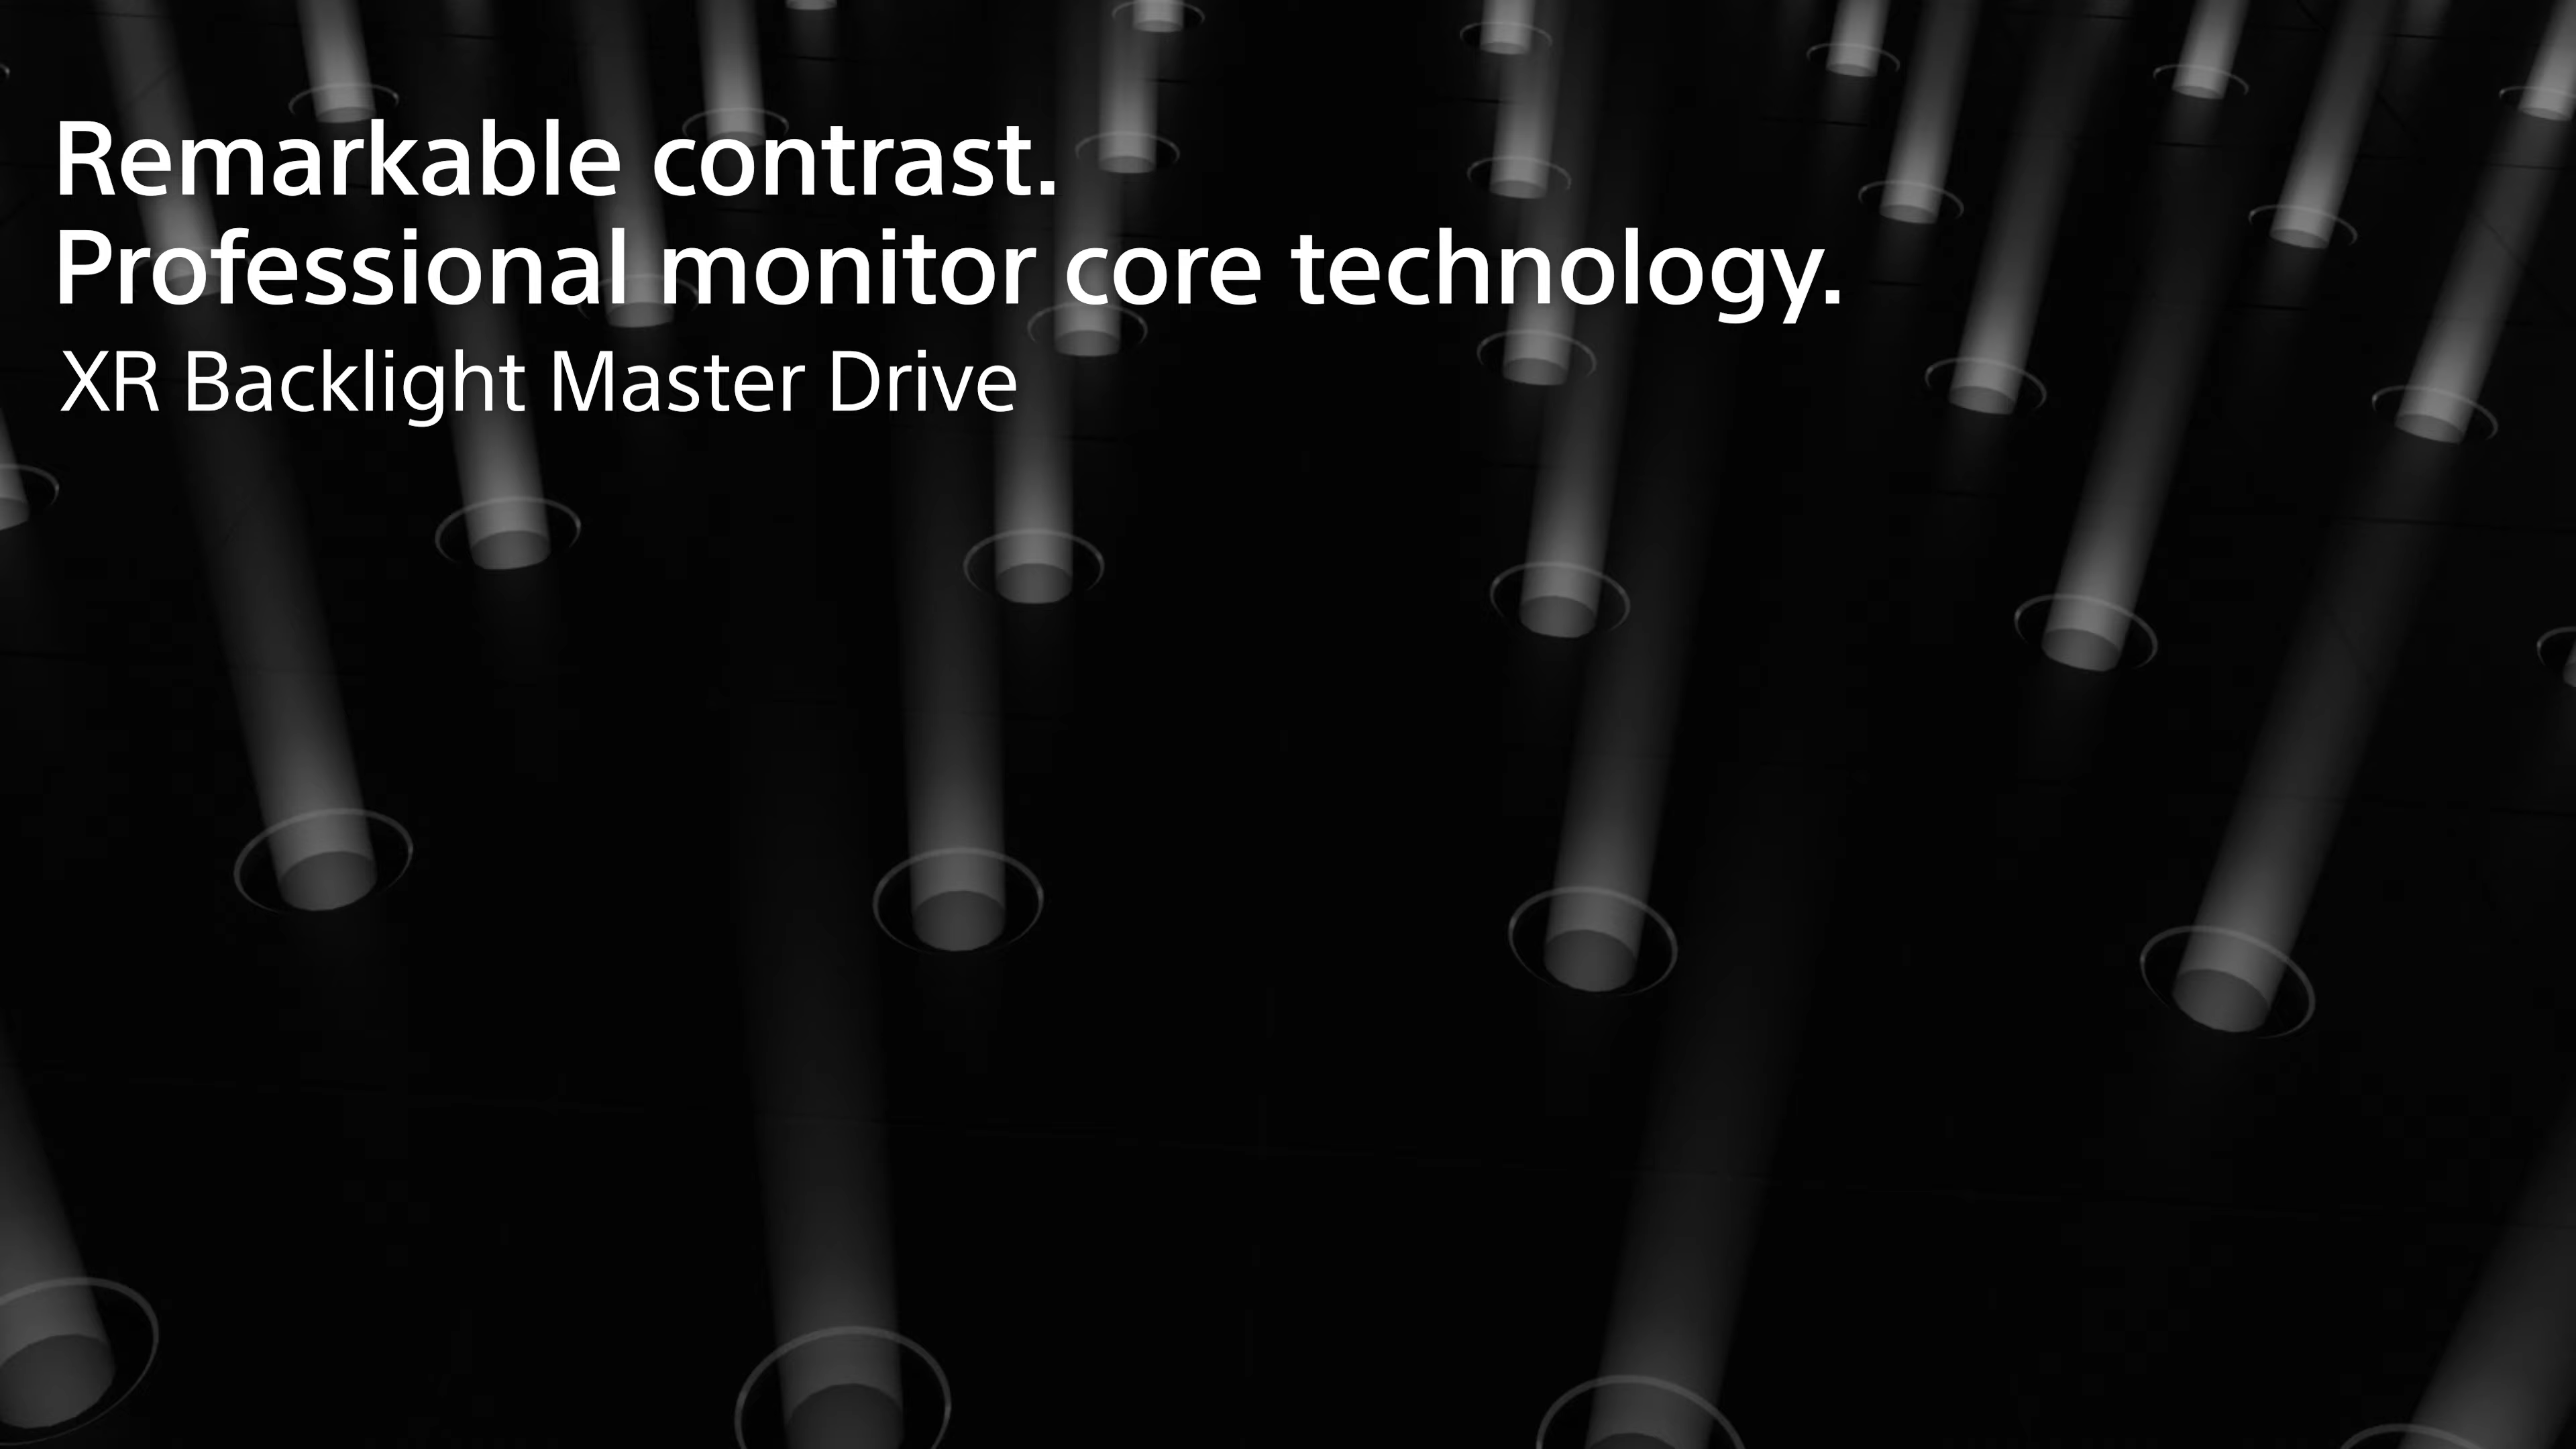 Remarkable contrast.
Professional monitor core technology.
XR Backlight Master Drive